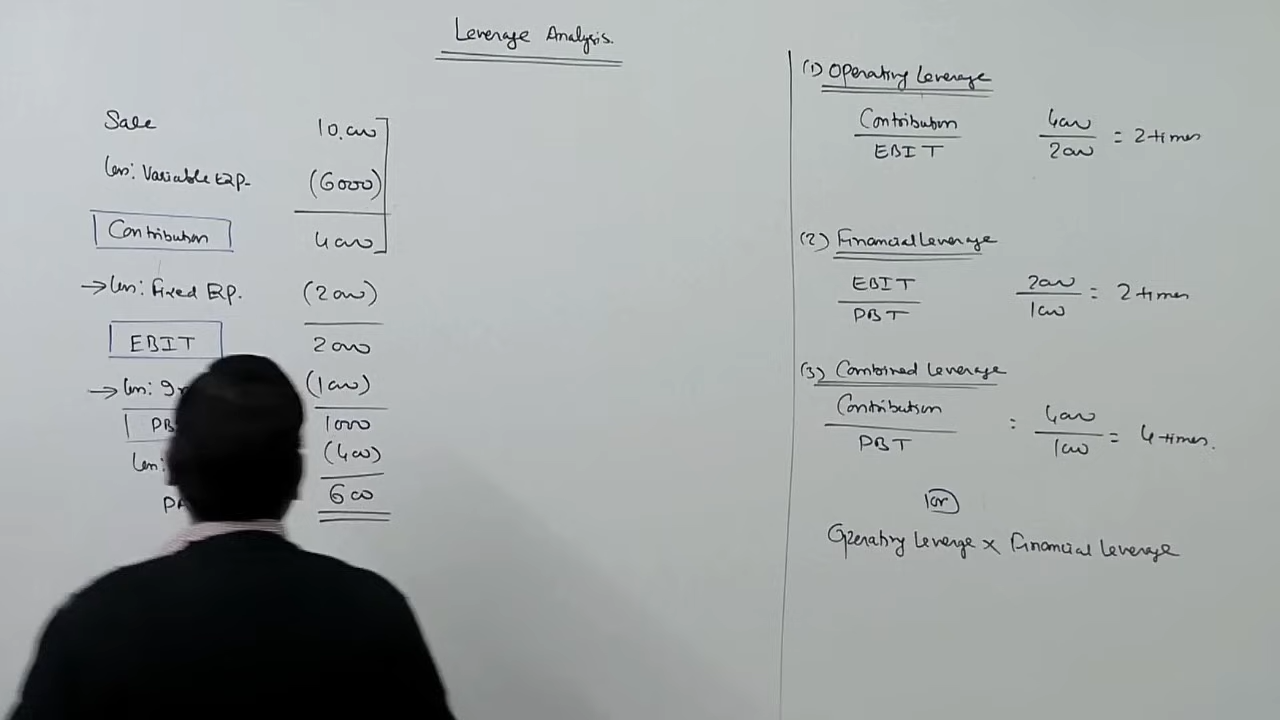 Leverage Analysis.
Sale 10,000
Less: Variable Exp. (6000)
Contribution 4000
→ Less: Fixed Exp. (2000)
EBIT 2000
→ Less: (1000)
PB 1000
Less: (400)
PA 600
(1) Operating Leverage
Contribution / EBIT 4000 / 2000 = 2 times
(2) Financial Leverage
EBIT / PBT 2000 / 1000 = 2 times
(3) Combined Leverage
Contribution / PBT = 4000 / 1000 = 4 times.
(or)
Operating Leverge × Financial Leverage